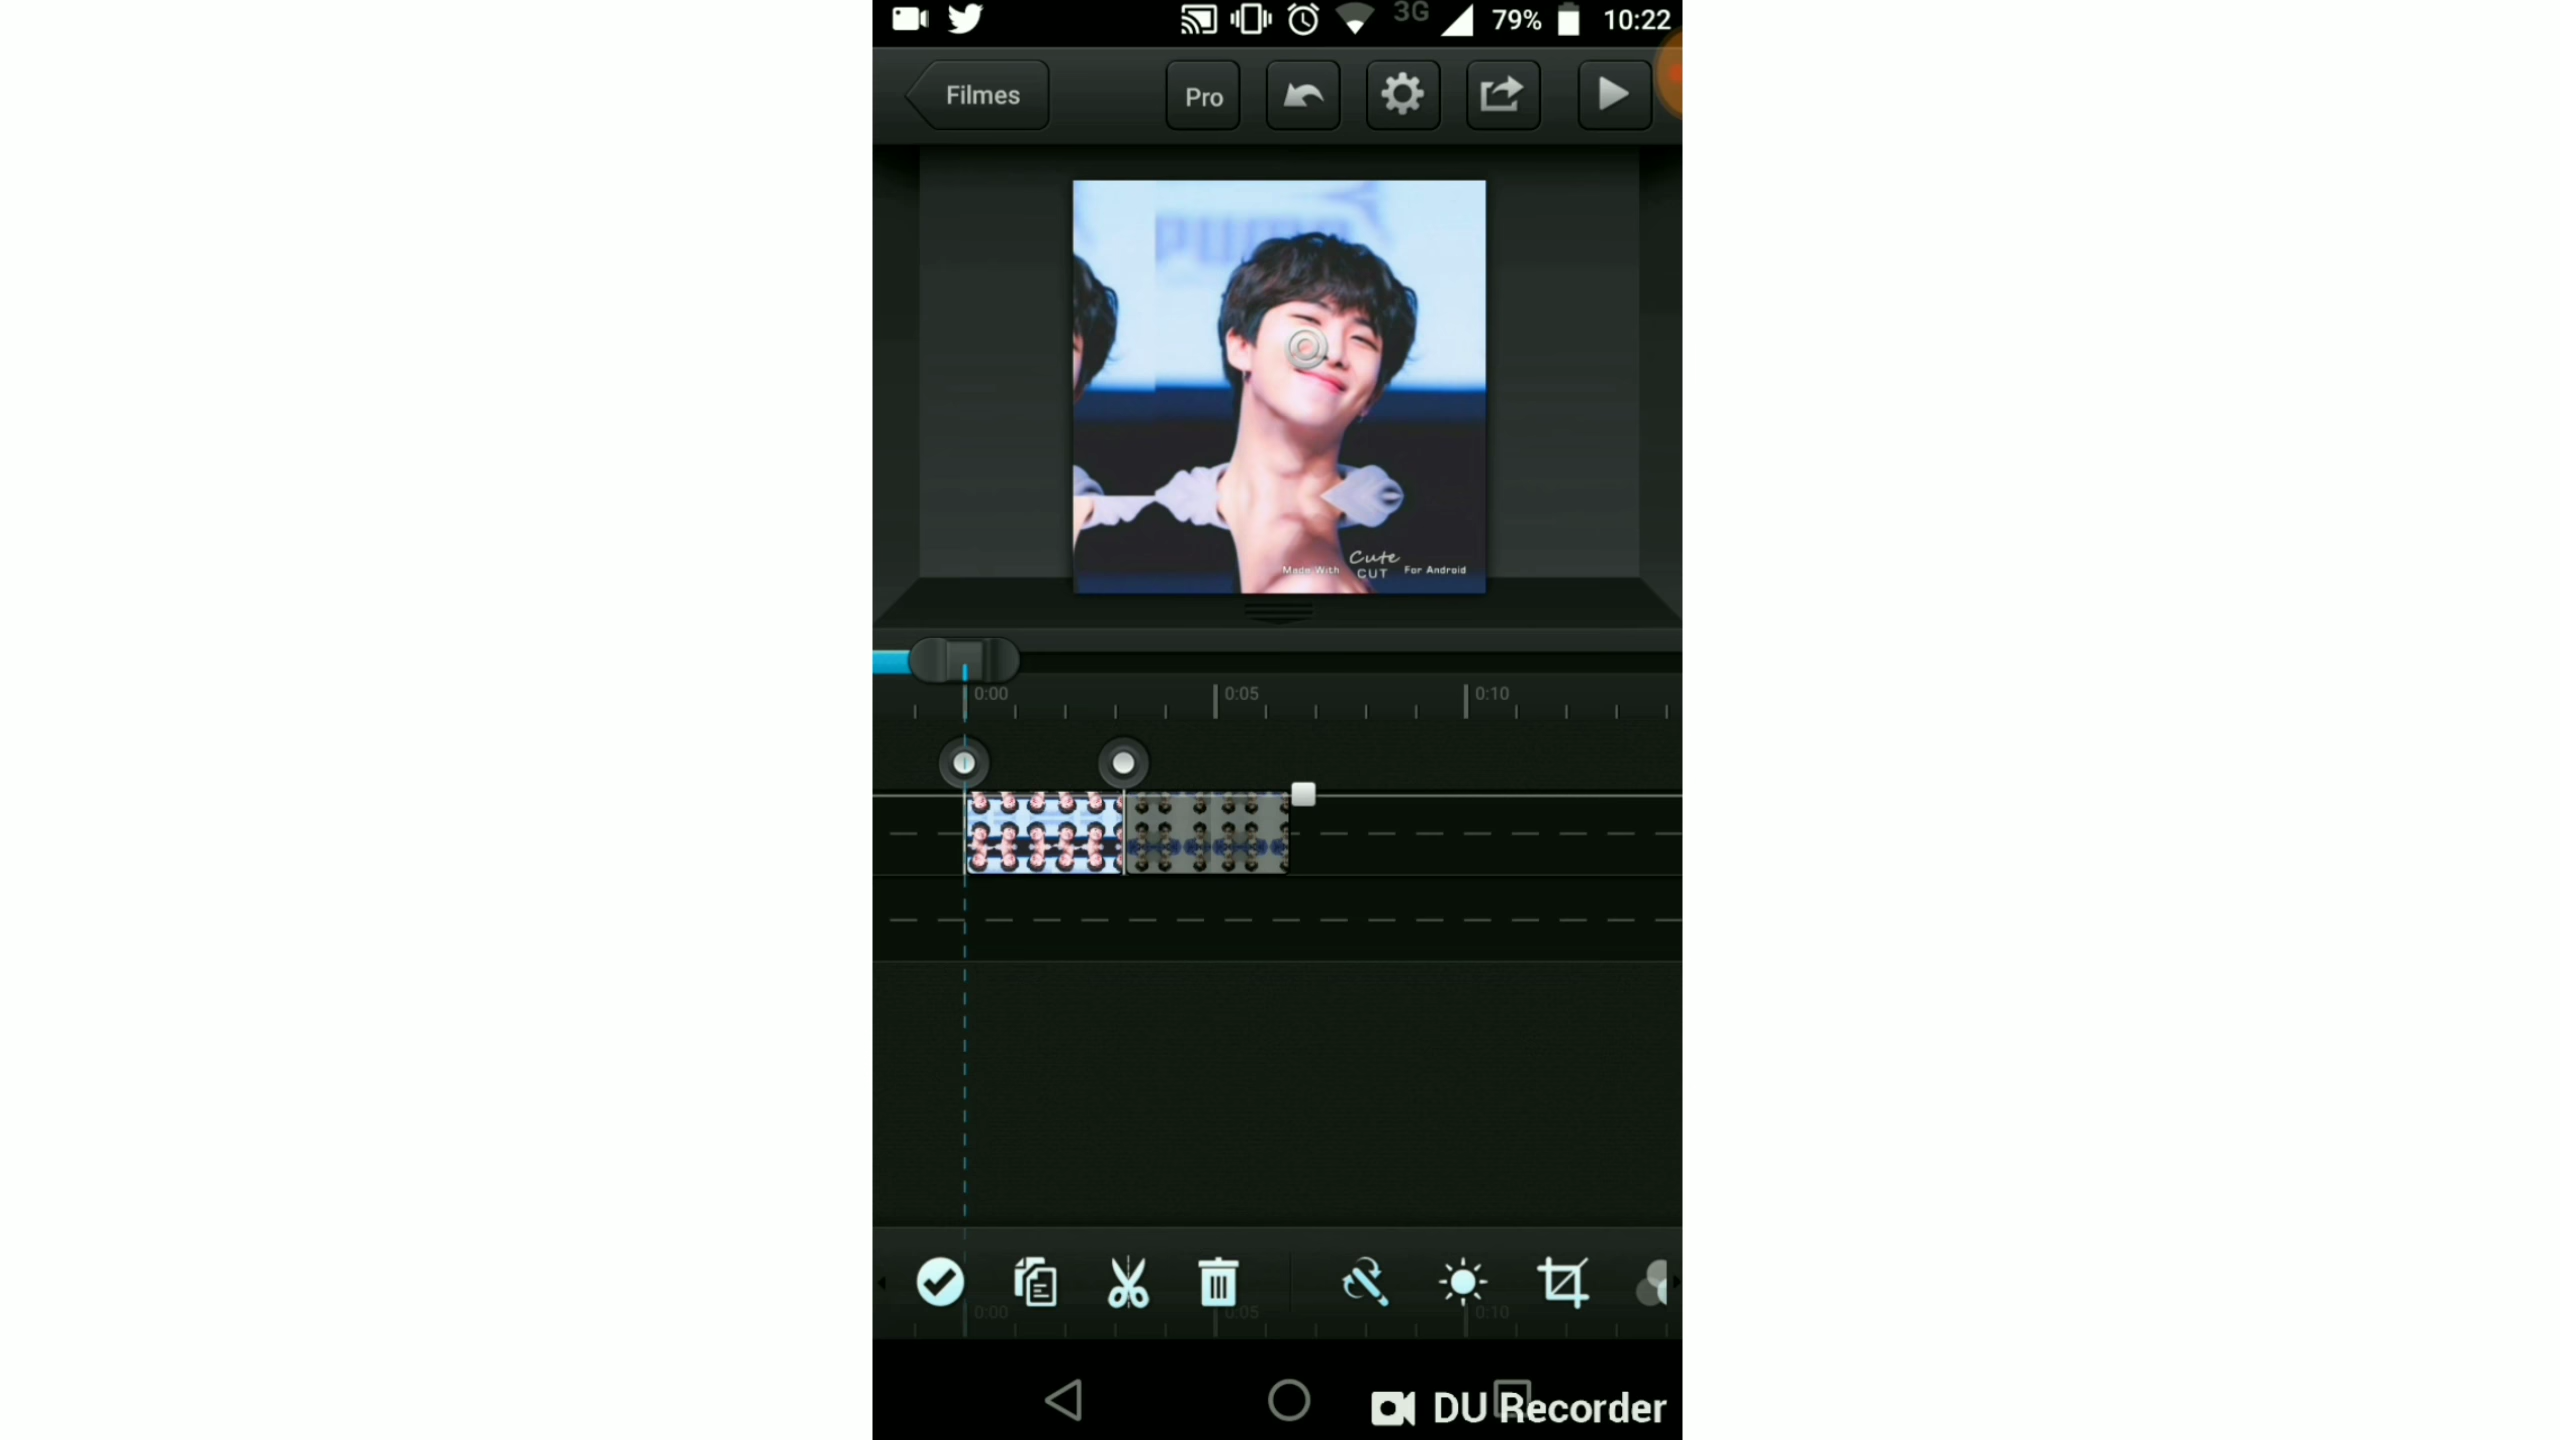 3G 79% 10:22
Filmes Pro
PUMA
Made With Cute CUT For Android
0:00 0:05 0:10
0:00 0:05 0:10
DU Recorder